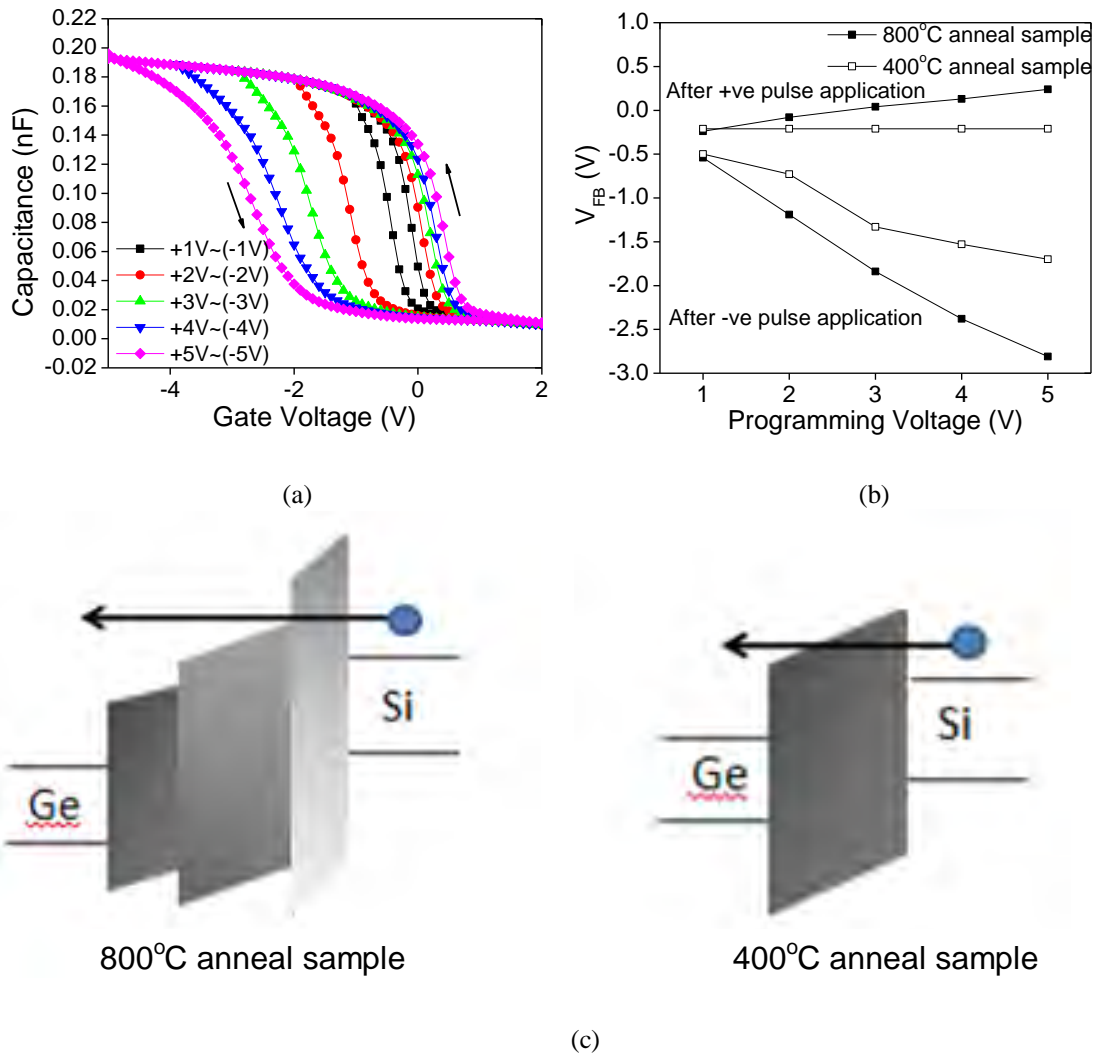 0.22
0.20
0.18
0.16
0.14
0.12
0.10
0.08
0.06
0.04
0.02
0.00
-0.02
Capacitance (nF)
+1V~(-1V)
+2V~(-2V)
+3V~(-3V)
+4V~(-4V)
+5V~(-5V)
-4 -2 0 2
Gate Voltage (V)
(a)
1.0
0.5
0.0
-0.5
-1.0
-1.5
-2.0
-2.5
-3.0
V_FB (V)
800°C anneal sample
400°C anneal sample
After +ve pulse application
After -ve pulse application
1 2 3 4 5
Programming Voltage (V)
(b)
Ge
Si
800°C anneal sample
Ge
Si
400°C anneal sample
(c)